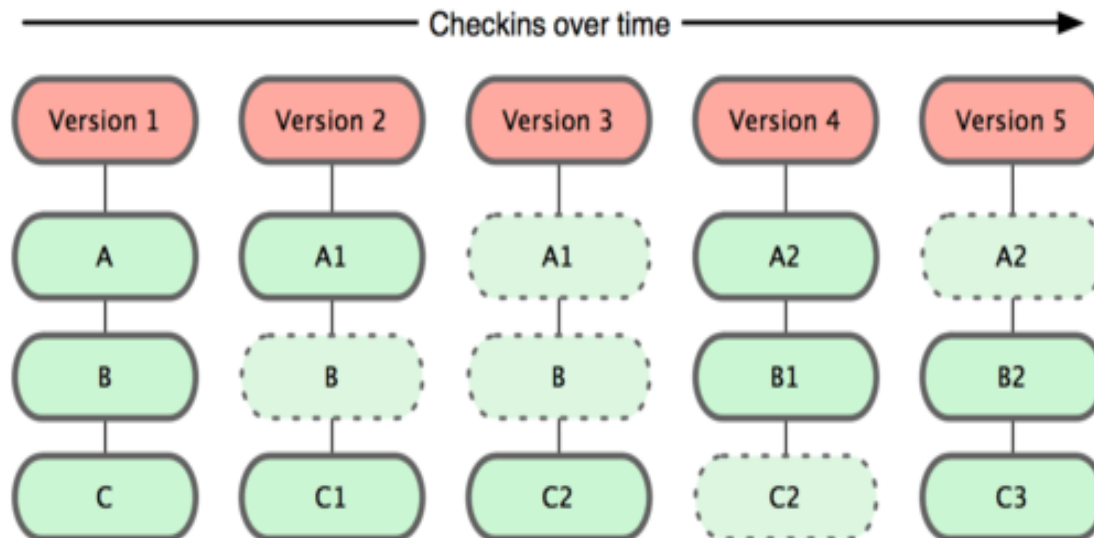 Checkins over time
Version 1 Version 2 Version 3 Version 4 Version 5
A A1 A1 A2 A2
B B B B1 B2
C C1 C2 C2 C3